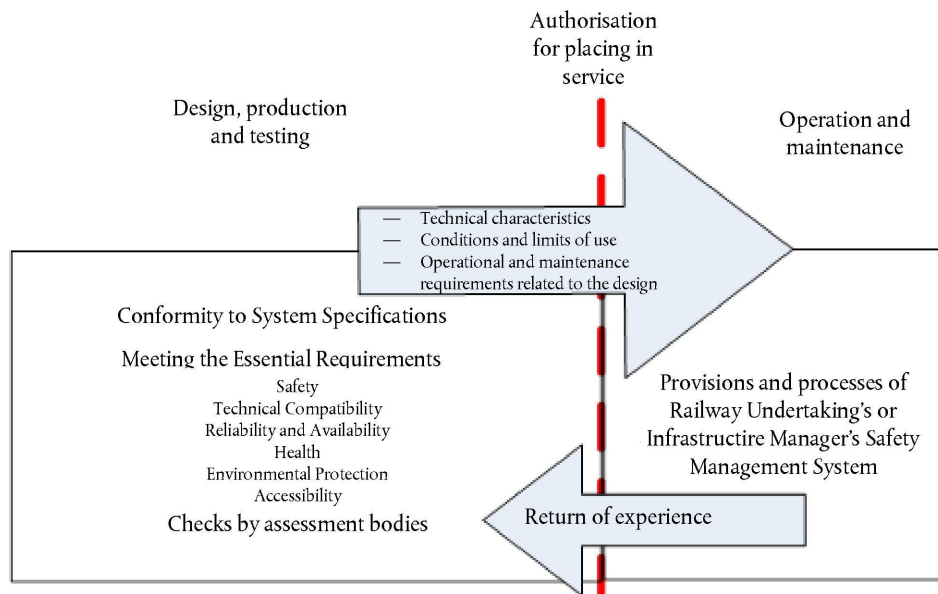 Authorisation
for placing in
service
Design, production
and testing
Operation and
maintenance
— Technical characteristics
— Conditions and limits of use
— Operational and maintenance
requirements related to the design
Conformity to System Specifications
Meeting the Essential Requirements
Safety
Technical Compatibility
Reliability and Availability
Health
Environmental Protection
Accessibility
Checks by assessment bodies
Provisions and processes of
Railway Undertaking’s or
Infrastructire Manager’s Safety
Management System
Return of experience